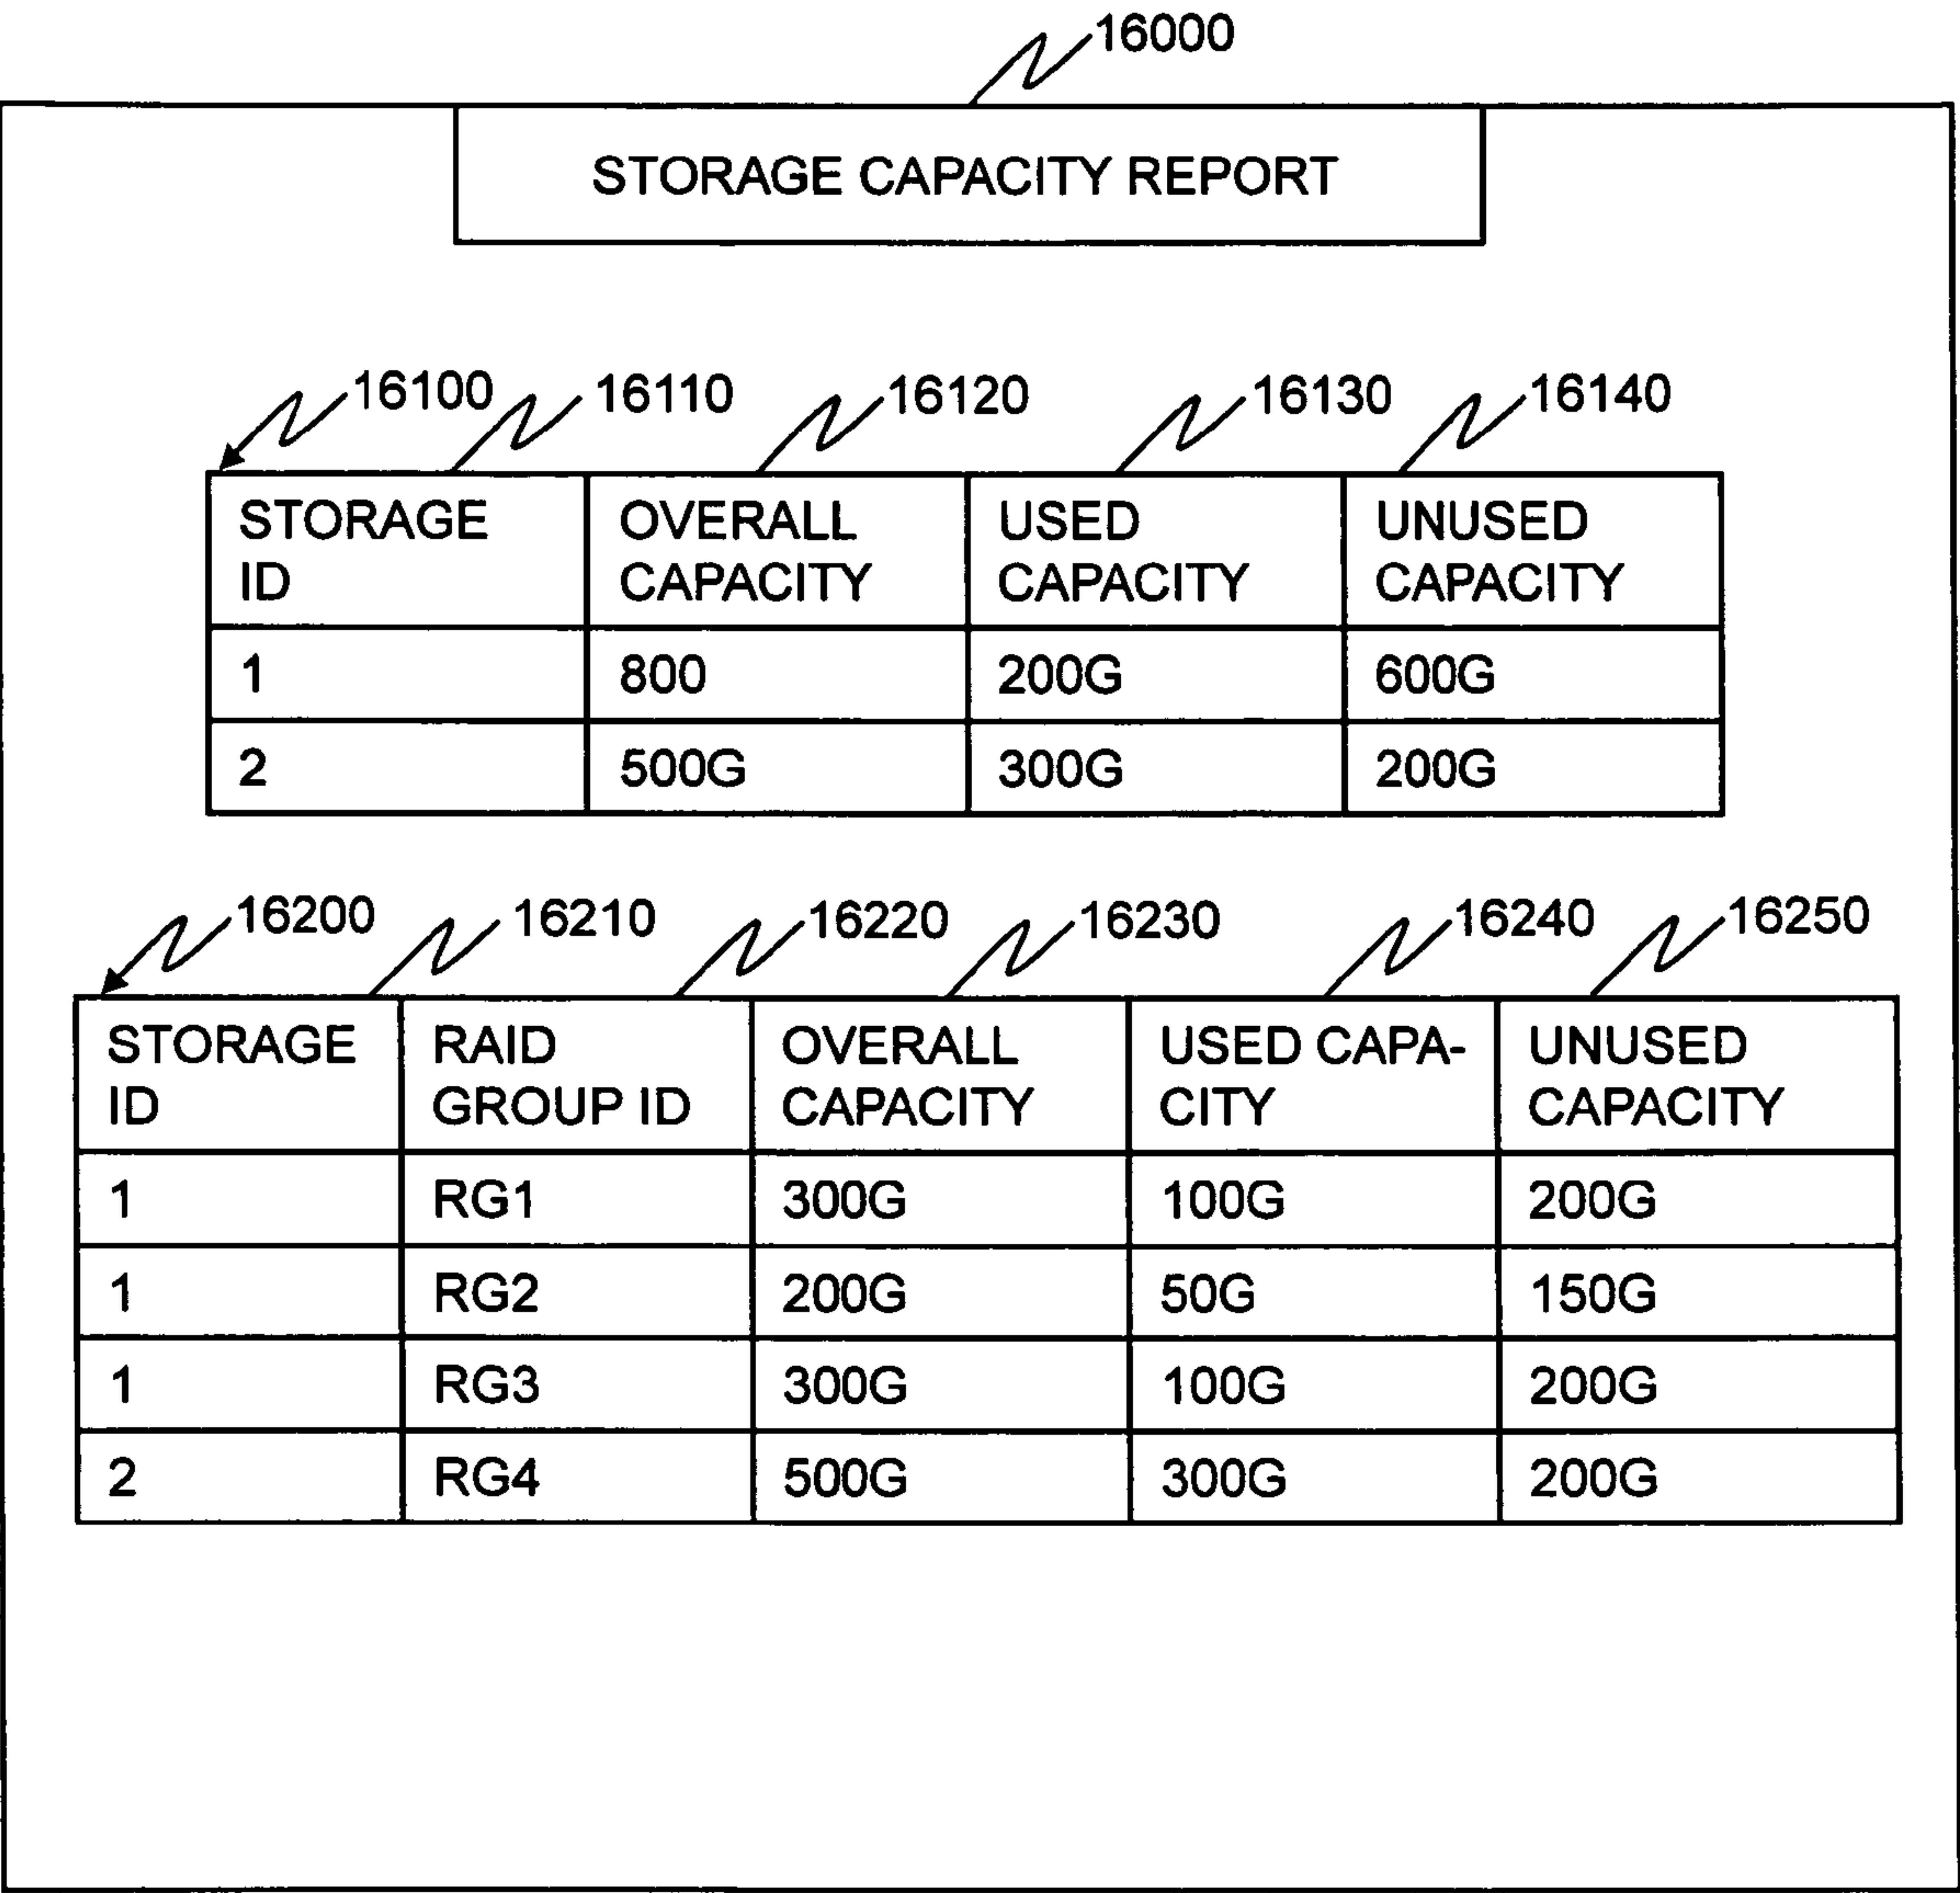 16000
STORAGE CAPACITY REPORT
16100 16110 16120 16130 16140
STORAGE ID OVERALL CAPACITY USED CAPACITY UNUSED CAPACITY
1 800 200G 600G
2 500G 300G 200G
16200 16210 16220 16230 16240 16250
STORAGE ID RAID GROUP ID OVERALL CAPACITY USED CAPA-CITY UNUSED CAPACITY
1 RG1 300G 100G 200G
1 RG2 200G 50G 150G
1 RG3 300G 100G 200G
2 RG4 500G 300G 200G